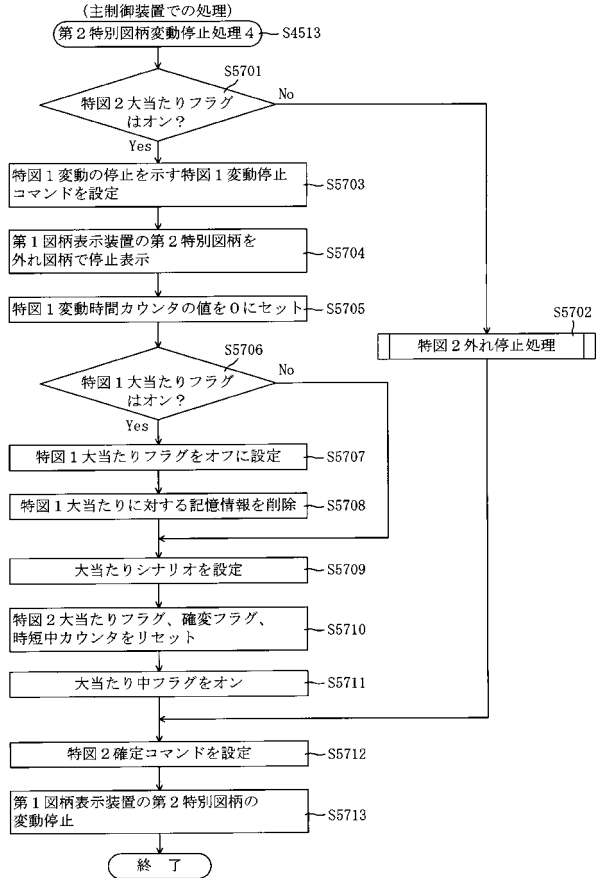 (主制御装置での処理)
第２特別図柄変動停止処理４
S4513
S5701
特図２大当たりフラグ
はオン？
No
Yes
特図１変動の停止を示す特図１変動停止
コマンドを設定
S5703
第１図柄表示装置の第２特別図柄を
外れ図柄で停止表示
S5704
特図１変動時間カウンタの値を０にセット
S5705
S5702
特図２外れ停止処理
S5706
特図１大当たりフラグ
はオン？
No
Yes
特図１大当たりフラグをオフに設定
S5707
特図１大当たりに対する記憶情報を削除
S5708
大当たりシナリオを設定
S5709
特図２大当たりフラグ、確変フラグ、
時短中カウンタをリセット
S5710
大当たり中フラグをオン
S5711
特図２確定コマンドを設定
S5712
第１図柄表示装置の第２特別図柄の
変動停止
S5713
終　了